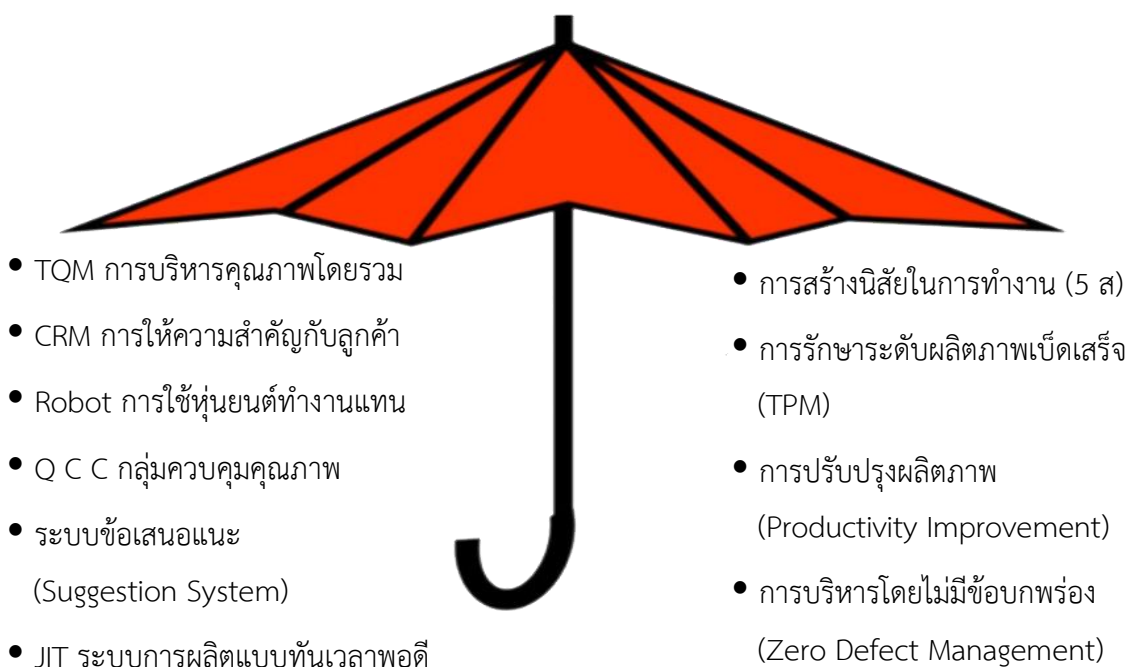 • TQM การบริหารคุณภาพโดยรวม
• CRM การให้ความสำคัญกับลูกค้า
• Robot การใช้หุ่นยนต์ทำงานแทน
• Q C C กลุ่มควบคุมคุณภาพ
• ระบบข้อเสนอแนะ
(Suggestion System)
• JIT ระบบการผลิตแบบทันเวลาพอดี
• การสร้างนิสัยในการทำงาน (5 ส)
• การรักษาระดับผลิตภาพเบ็ดเสร็จ
(TPM)
• การปรับปรุงผลิตภาพ
(Productivity Improvement)
• การบริหารโดยไม่มีข้อบกพร่อง
(Zero Defect Management)